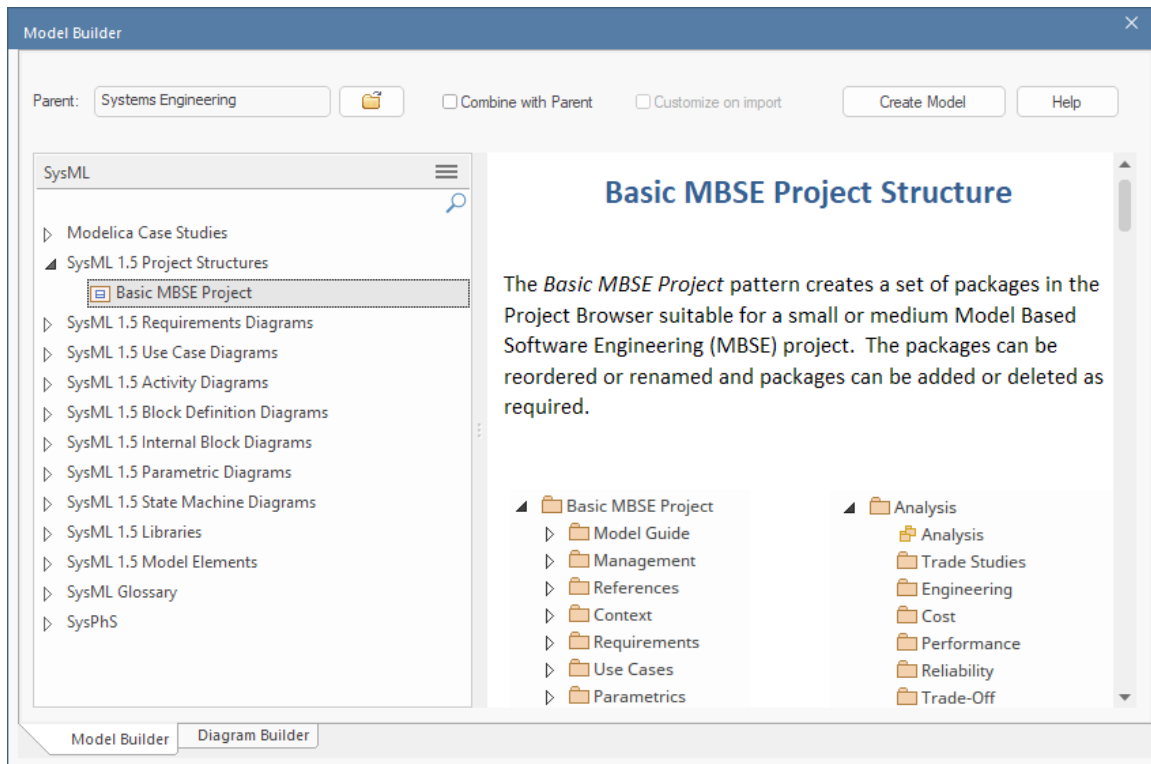 Model Builder
Parent: Systems Engineering Combine with Parent Customize on import Create Model Help
SysML
Modelica Case Studies
SysML 1.5 Project Structures
Basic MBSE Project
SysML 1.5 Requirements Diagrams
SysML 1.5 Use Case Diagrams
SysML 1.5 Activity Diagrams
SysML 1.5 Block Definition Diagrams
SysML 1.5 Internal Block Diagrams
SysML 1.5 Parametric Diagrams
SysML 1.5 State Machine Diagrams
SysML 1.5 Libraries
SysML 1.5 Model Elements
SysML Glossary
SysPhS
Basic MBSE Project Structure
The Basic MBSE Project pattern creates a set of packages in the
Project Browser suitable for a small or medium Model Based
Software Engineering (MBSE) project. The packages can be
reordered or renamed and packages can be added or deleted as
required.
Basic MBSE Project
Model Guide
Management
References
Context
Requirements
Use Cases
Parametrics
Analysis
Analysis
Trade Studies
Engineering
Cost
Performance
Reliability
Trade-Off
Model Builder Diagram Builder